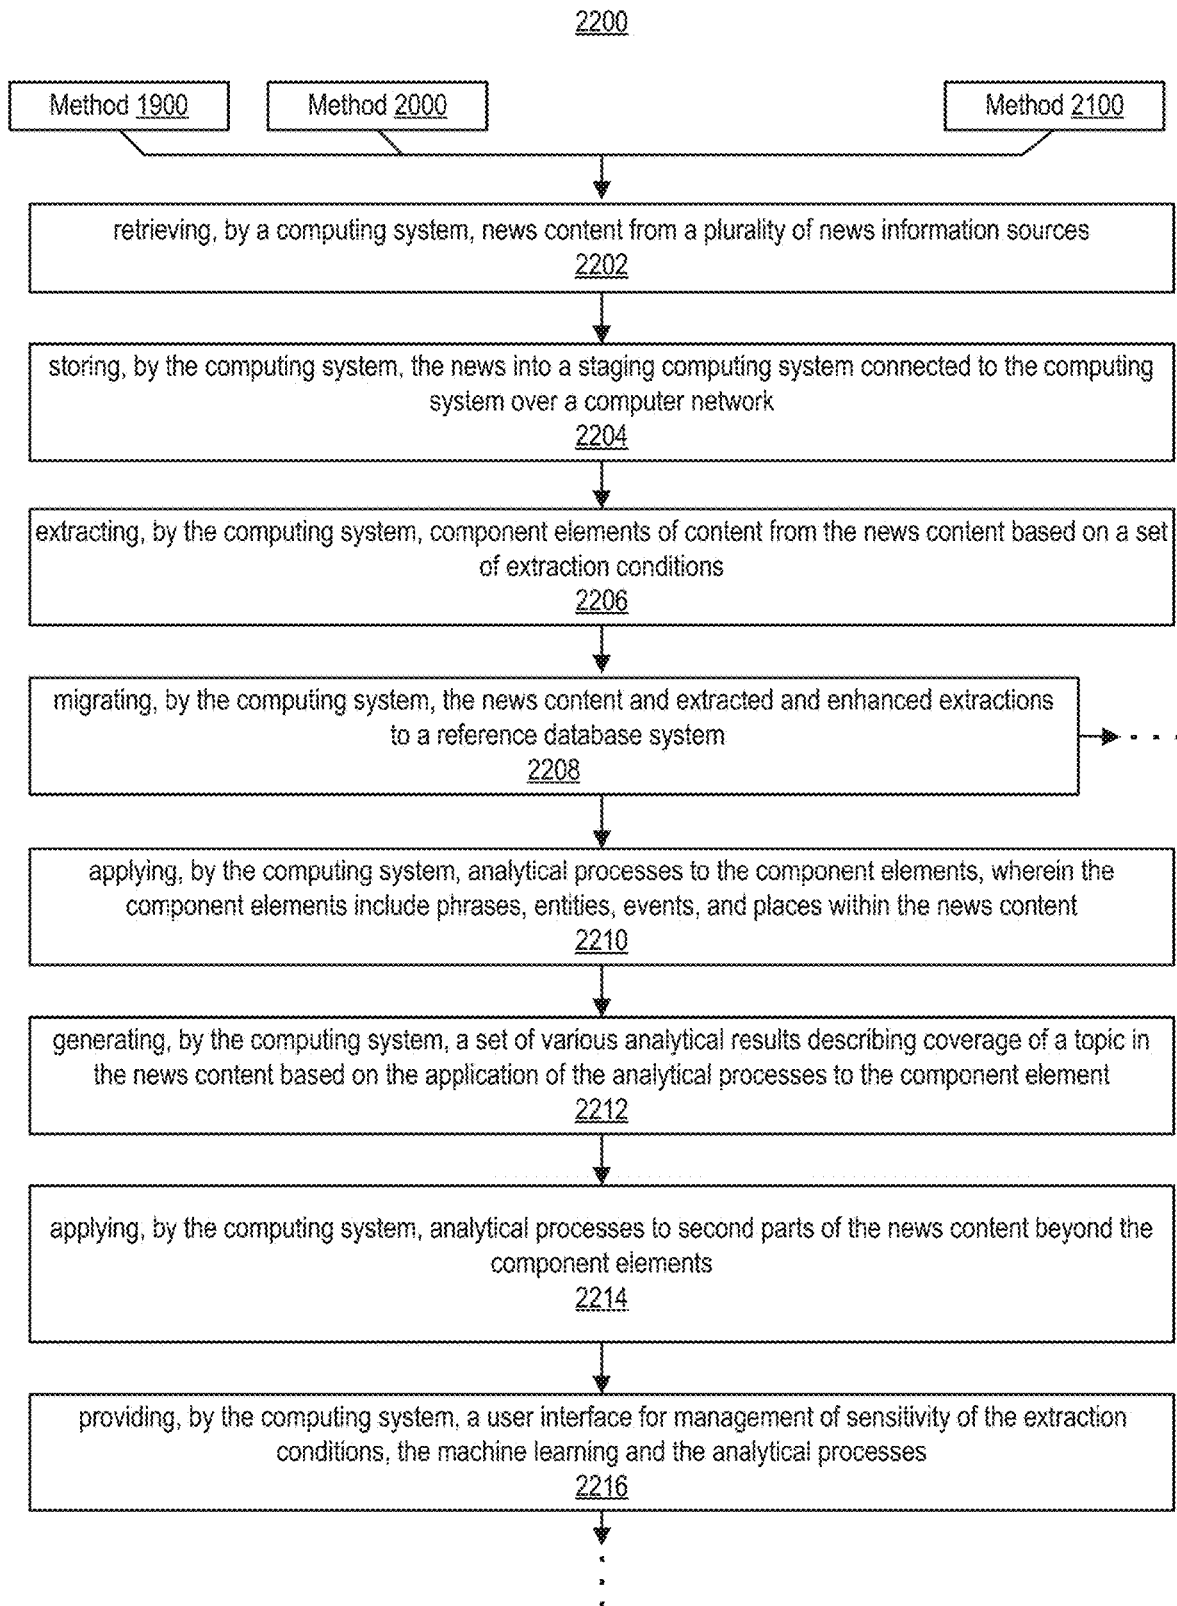 2200
Method 1900
Method 2000
Method 2100
retrieving, by a computing system, news content from a plurality of news information sources
2202
storing, by the computing system, the news into a staging computing system connected to the computing
system over a computer network
2204
extracting, by the computing system, component elements of content from the news content based on a set
of extraction conditions
2206
migrating, by the computing system, the news content and extracted and enhanced extractions
to a reference database system
2208
applying, by the computing system, analytical processes to the component elements, wherein the
component elements include phrases, entities, events, and places within the news content
2210
generating, by the computing system, a set of various analytical results describing coverage of a topic in
the news content based on the application of the analytical processes to the component element
2212
applying, by the computing system, analytical processes to second parts of the news content beyond the
component elements
2214
providing, by the computing system, a user interface for management of sensitivity of the extraction
conditions, the machine learning and the analytical processes
2216